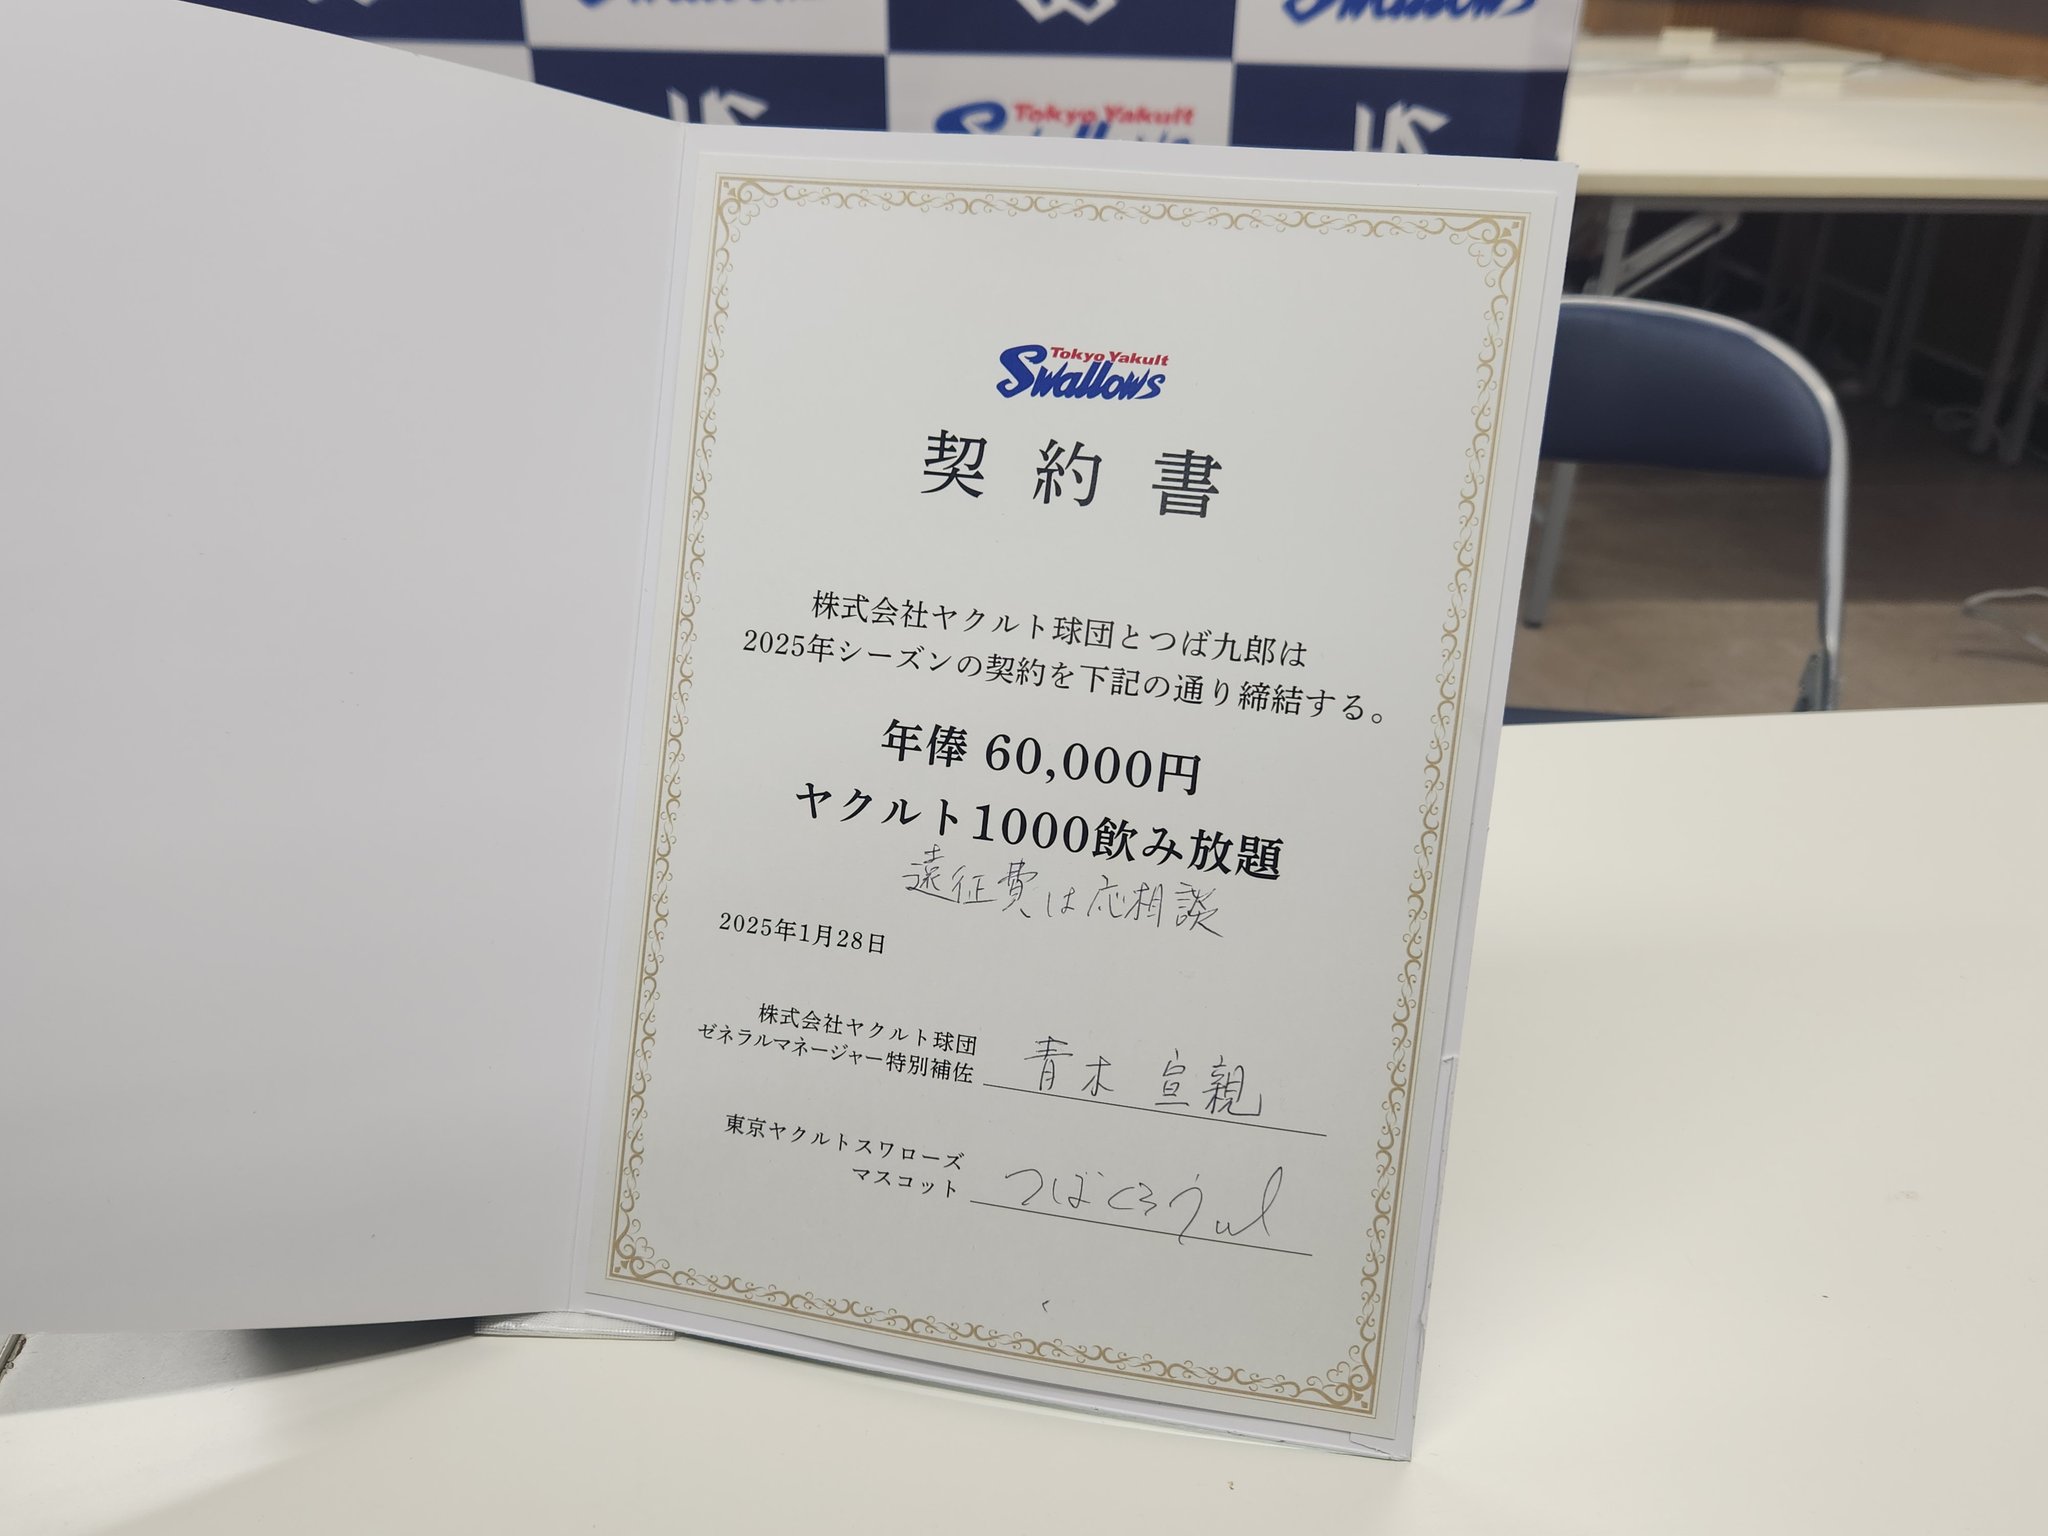 Swallows
Swallows
Tokyo Yakult
Swallows
Tokyo Yakult
Swallows
契約書
株式会社ヤクルト球団とつば九郎は
2025年シーズンの契約を下記の通り締結する。
年俸 60,000円
ヤクルト1000飲み放題
遠征費は応相談
2025年1月28日
株式会社ヤクルト球団
ゼネラルマネージャー特別補佐 青木 宣親
東京ヤクルトスワローズ
マスコット つばくろう